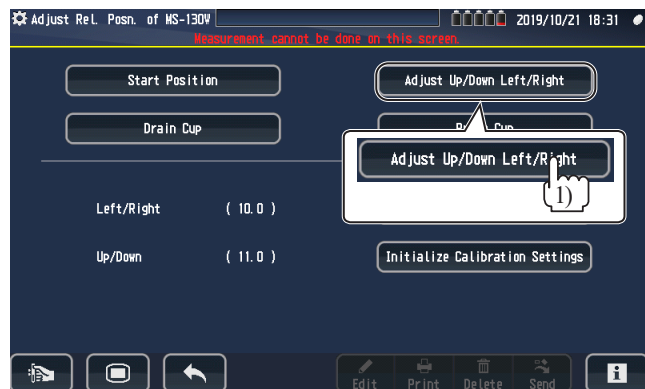 Adjust Rel. Posn. of MS-130V
2019/10/21 18:31
Measurement cannot be done on this screen.
Start Position
Adjust Up/Down Left/Right
Drain Cup
Cup
Adjust Up/Down Left/Right
1)
Left/Right ( 10.0 )
Up/Down ( 11.0 )
Initialize Calibration Settings
Edit Print Delete Send